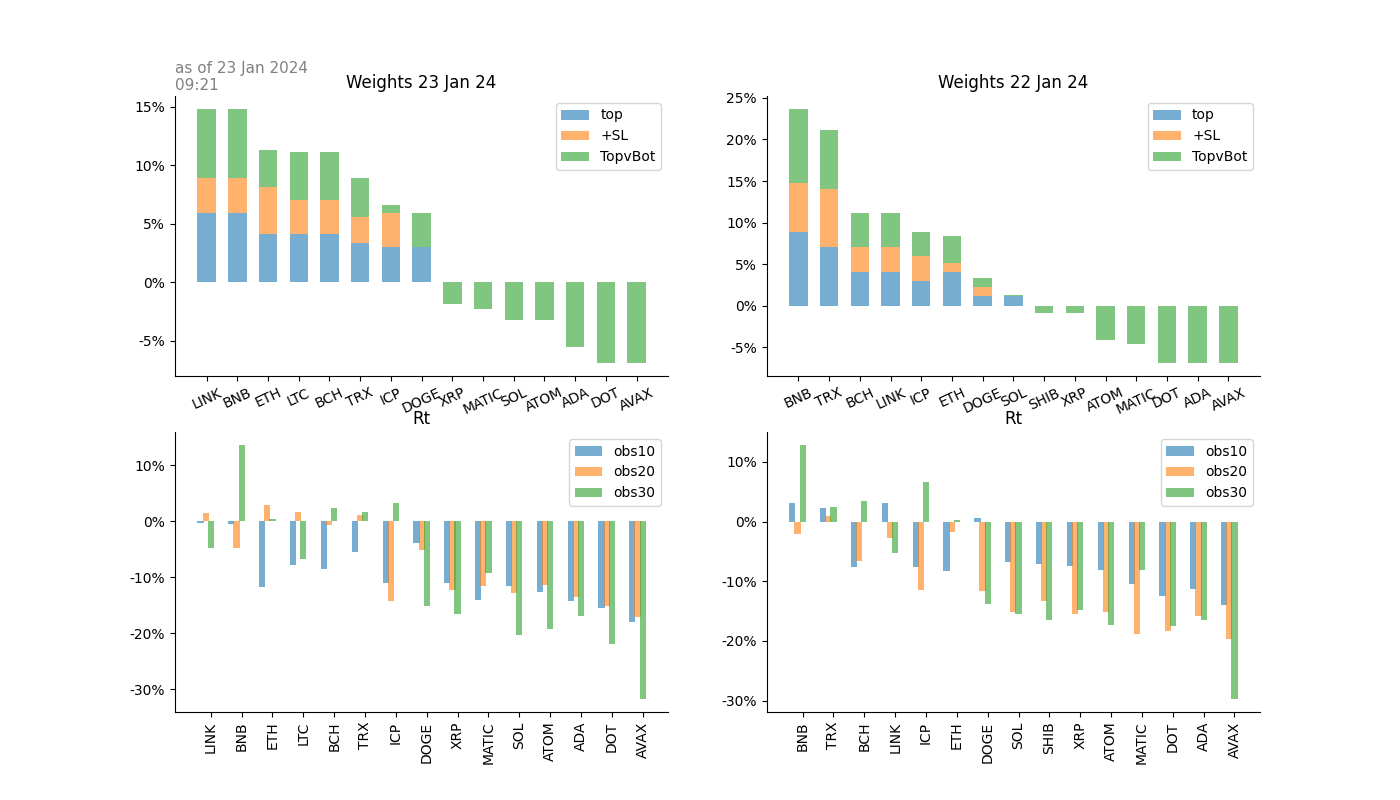 as of 23 Jan 2024
09:21
Weights 23 Jan 24
15%
10%
5%
0%
-5%
top
+SL
TopvBot
LINK BNB ETH LTC BCH TRX ICP DOGE XRP MATIC SOL ATOM ADA DOT AVAX
Weights 22 Jan 24
25%
20%
15%
10%
5%
0%
-5%
top
+SL
TopvBot
BNB TRX BCH LINK ICP ETH DOGE SOL SHIB XRP ATOM MATIC DOT ADA AVAX
Rt
10%
0%
-10%
-20%
-30%
obs10
obs20
obs30
LINK BNB ETH LTC BCH TRX ICP DOGE XRP MATIC SOL ATOM ADA DOT AVAX
Rt
10%
0%
-10%
-20%
-30%
obs10
obs20
obs30
BNB TRX BCH LINK ICP ETH DOGE SOL SHIB XRP ATOM MATIC DOT ADA AVAX